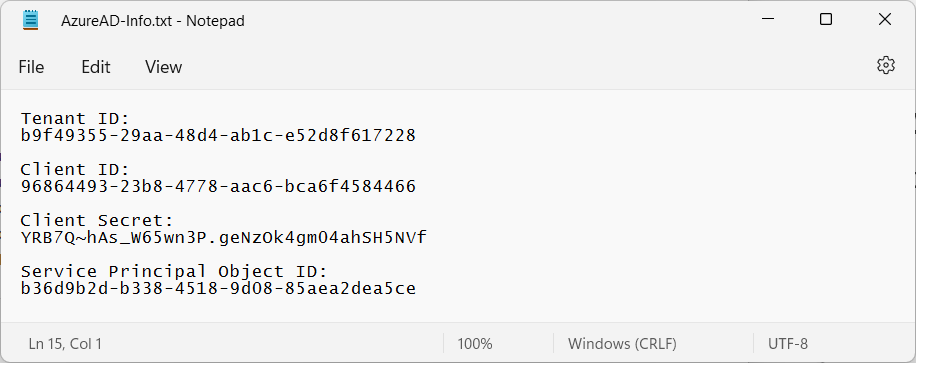 AzureAD-Info.txt - Notepad
File Edit View
Tenant ID:
b9f49355-29aa-48d4-ab1c-e52d8f617228
Client ID:
96864493-23b8-4778-aac6-bca6f4584466
Client Secret:
YRB7Q~hAs_W65wn3P.geNzOk4gmO4ahSH5NVf
Service Principal Object ID:
b36d9b2d-b338-4518-9d08-85aea2dea5ce
Ln 15, Col 1 100% Windows (CRLF) UTF-8